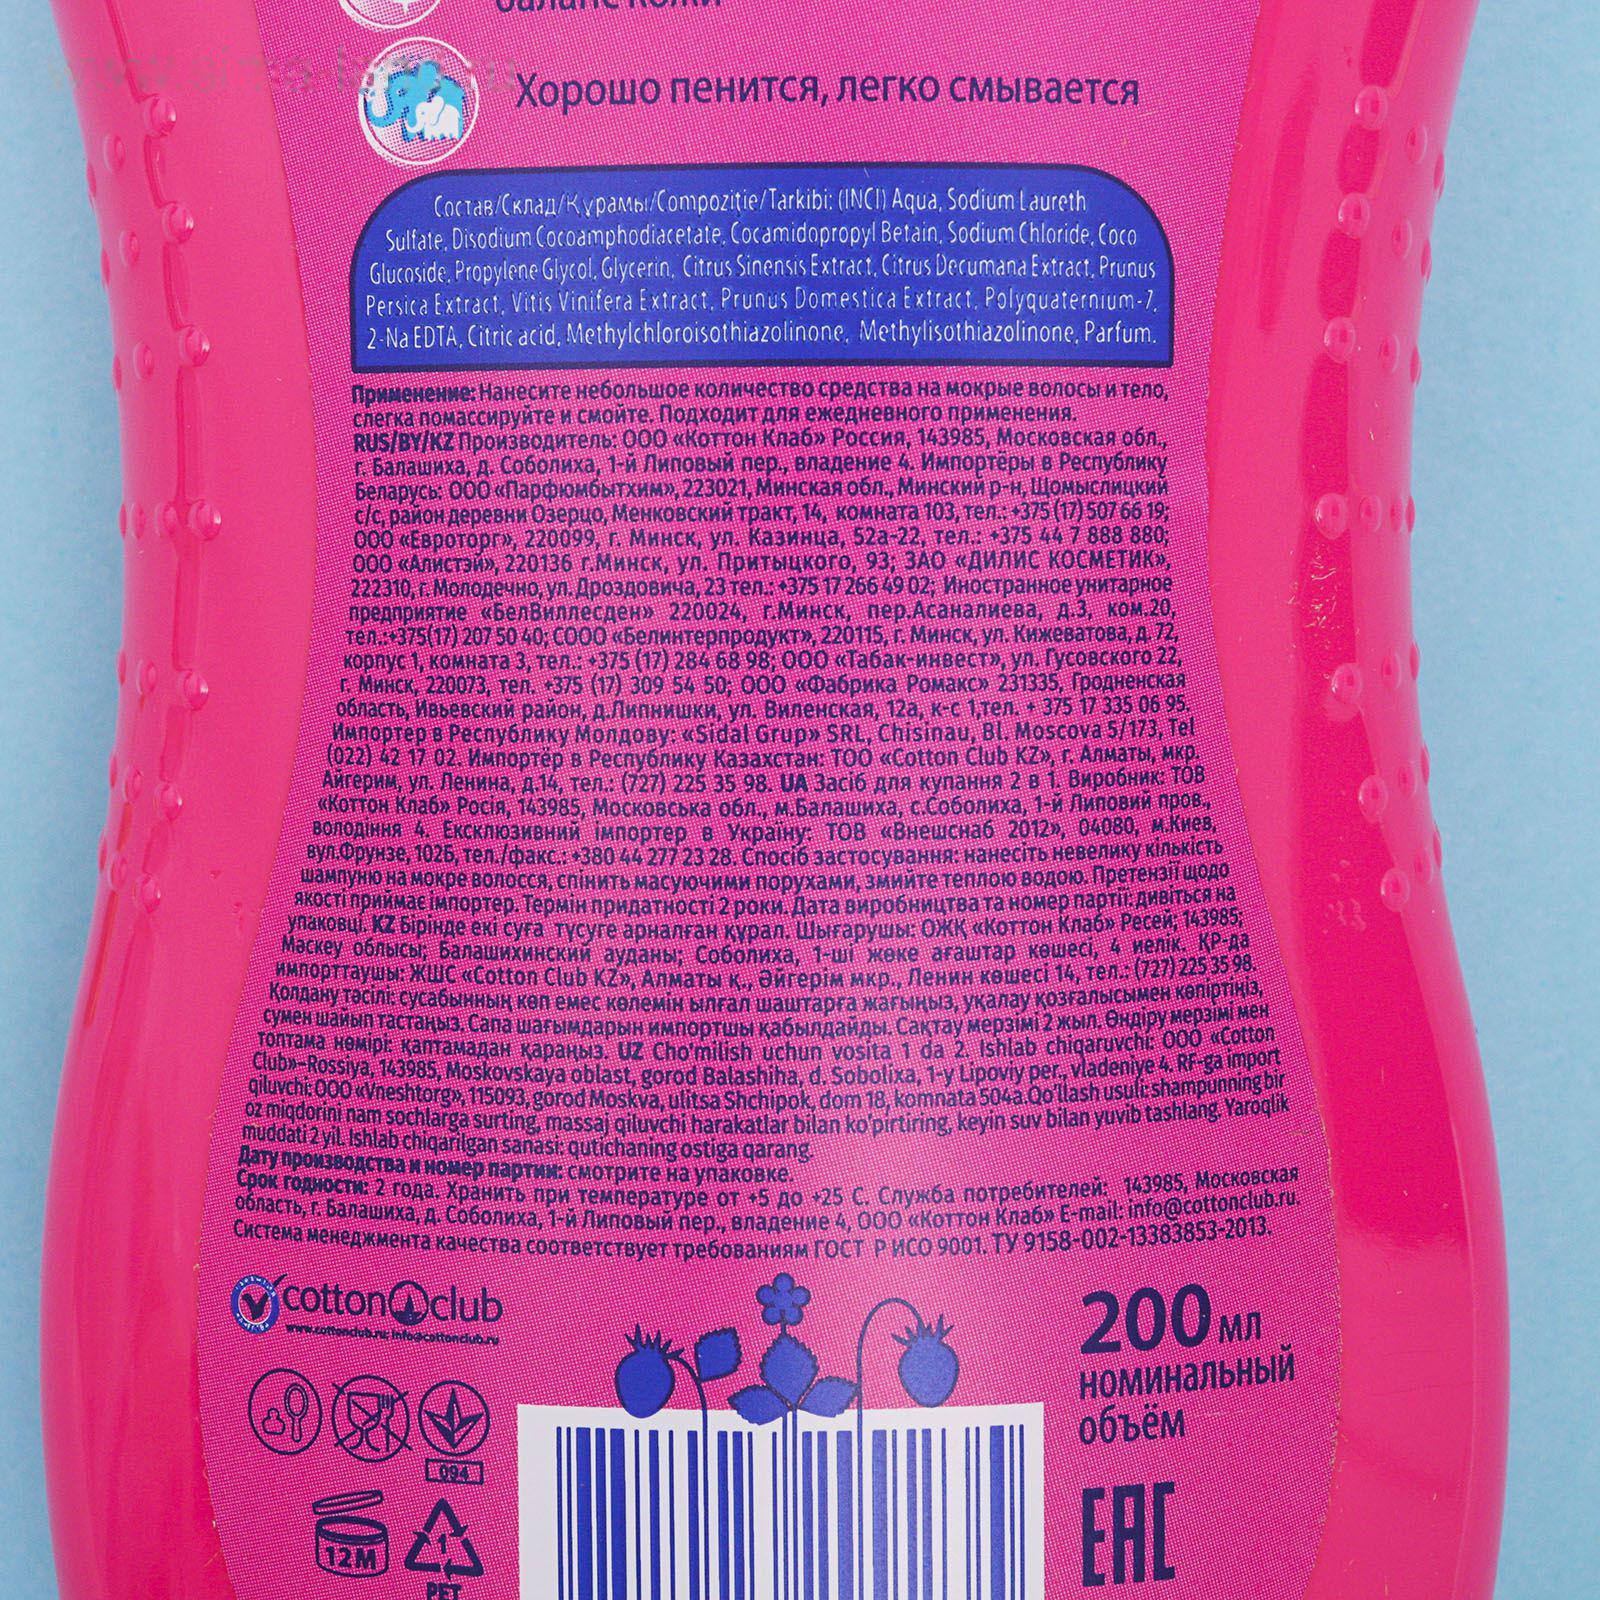 баланс кожи
www.sima-land.ru
Хорошо пенится, легко смывается
Состав/Склад/Құрамы/Compoziție/Tarkibi: (INCI) Aqua, Sodium Laureth
Sulfate, Disodium Cocoamphodiacetate, Cocamidopropyl Betain, Sodium Chloride, Coco
Glucoside, Propylene Glycol, Glycerin, Citrus Sinensis Extract, Citrus Decumana Extract, Prunus
Persica Extract, Vitis Vinifera Extract, Prunus Domestica Extract, Polyquaternium-7,
2-Na EDTA, Citric acid, Methylchloroisothiazolinone, Methylisothiazolinone, Parfum.
Применение: Нанесите небольшое количество средства на мокрые волосы и тело,
слегка помассируйте и смойте. Подходит для ежедневного применения.
RUS/BY/KZ Производитель: ООО «Коттон Клаб» Россия, 143985, Московская обл.,
г. Балашиха, д. Соболиха, 1-й Липовый пер., владение 4. Импортёры в Республику
Беларусь: ООО «Парфюмбытхим», 223021, Минская обл., Минский р-н, Щомыслицкий
с/с, район деревни Озерцо, Менковский тракт, 14, комната 103, тел.: +375 (17) 507 66 19;
ООО «Евроторг», 220099, г. Минск, ул. Казинца, 52а-22, тел.: +375 44 7 888 880;
ООО «Алистэй», 220136 г.Минск, ул. Притыцкого, 93; ЗАО «ДИЛИС КОСМЕТИК»,
222310, г. Молодечно, ул. Дроздовича, 23 тел.: +375 17 266 49 02; Иностранное унитарное
предприятие «БелВиллесден» 220024, г.Минск, пер.Асаналиева, д.3, ком.20,
тел.:+375(17) 207 50 40; СООО «Белинтерпродукт», 220115, г. Минск, ул. Кижеватова, д. 72,
корпус 1, комната 3, тел.: +375 (17) 284 68 98; ООО «Табак-инвест», ул. Гусовского 22,
г. Минск, 220073, тел. +375 (17) 309 54 50; ООО «Фабрика Ромакс» 231335, Гродненская
область, Ивьевский район, д.Липнишки, ул. Виленская, 12а, к-с 1,тел. + 375 17 335 06 95.
Импортер в Республику Молдову: «Sidal Grup» SRL, Chisinau, Bl. Moscova 5/173, Tel
(022) 42 17 02. Импортёр в Республику Казахстан: ТОО «Cotton Club KZ», г. Алматы, мкр.
Айгерим, ул. Ленина, д.14, тел.: (727) 225 35 98. UA Засіб для купання 2 в 1. Виробник: ТОВ
«Коттон Клаб» Росія, 143985, Московська обл., м.Балашиха, с.Соболиха, 1-й Липовий пров.,
володіння 4. Ексклюзивний імпортер в Україну: ТОВ «Внешснаб 2012», 04080, м.Киев,
вул.Фрунзе, 102Б, тел./факс.: +380 44 277 23 28. Спосіб застосування: нанесіть невелику кількість
шампуню на мокре волосся, спінить масуючими порухами, змийте теплою водою. Претензії щодо
якості приймає імпортер. Термін придатності 2 роки. Дата виробництва та номер партії: дивіться на
упаковці. KZ Бірінде екі суға түсуге арналған құрал. Шығарушы: ОЖҚ «Коттон Клаб» Ресей; 143985;
Мәскеу облысы; Балашихинский ауданы; Соболиха, 1-ші жөке ағаштар көшесі, 4 иелік. ҚР-да
импорттаушы: ЖШС «Cotton Club KZ», Алматы қ., Әйгерім мкр., Ленин көшесі 14, тел.: (727) 225 35 98.
Қолдану тәсілі: сусабынның көп емес көлемін ылғал шаштарға жағыңыз, уқалау қозғалысымен көпіртіңіз,
сумен шайып тастаңыз. Сапа шағымдарын импортшы қабылдайды. Сақтау мерзімі 2 жыл. Өндіру мерзімі мен
топтама нөмірі: қаптамадан қараңыз. UZ Cho'milish uchun vosita 1 da 2. Ishlab chiqaruvchi: ООО «Cotton
Club»-Rossiya, 143985, Moskovskaya oblast, gorod Balashiha, d. Sobolixa, 1-y Lipoviy per., vladeniye 4. RF-ga import
qiluvchi: ООО «Vneshtorg», 115093, gorod Moskva, ulitsa Shchipok, dom 18, komnata 504a.Qo'llash usuli: shampunning bir
oz miqdorini nam sochlarga surting, massaj qiluvchi harakatlar bilan ko'pirtiring, keyin suv bilan yuvib tashlang. Yaroqlik
muddati 2 yil. Ishlab chiqarilgan sanasi: qutichaning ostiga qarang.
Дату производства и номер партии: смотрите на упаковке.
Срок годности: 2 года. Хранить при температуре от +5 до +25 С. Служба потребителей: 143985, Московская
область, г. Балашиха, д. Соболиха, 1-й Липовый пер., владение 4, ООО «Коттон Клаб» E-mail: info@cottonclub.ru.
Система менеджмента качества соответствует требованиям ГОСТ Р ИСО 9001. ТУ 9158-002-13383853-2013.
cotton club
www.cottonclub.ru; info@cottonclub.ru
200 мл
номинальный
объём
094
12М
1
PET
EAC